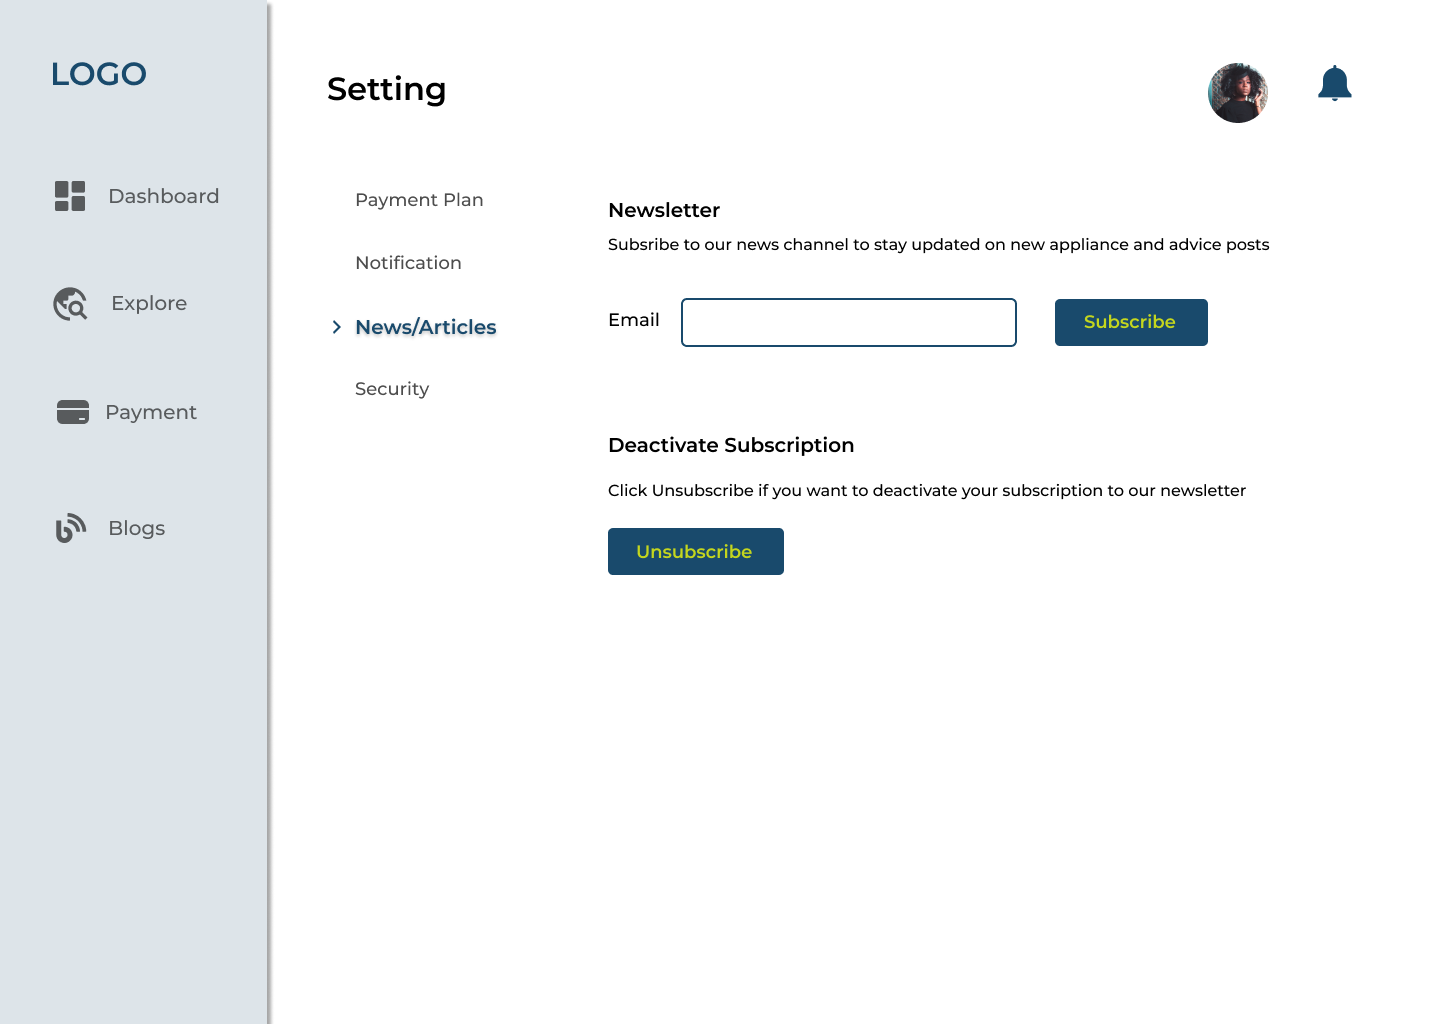 LOGO
Dashboard
Explore
Payment
Blogs
Setting
Payment Plan
Notification
News/Articles
Security
Newsletter
Subsribe to our news channel to stay updated on new appliance and advice posts
Email
Subscribe
Deactivate Subscription
Click Unsubscribe if you want to deactivate your subscription to our newsletter
Unsubscribe